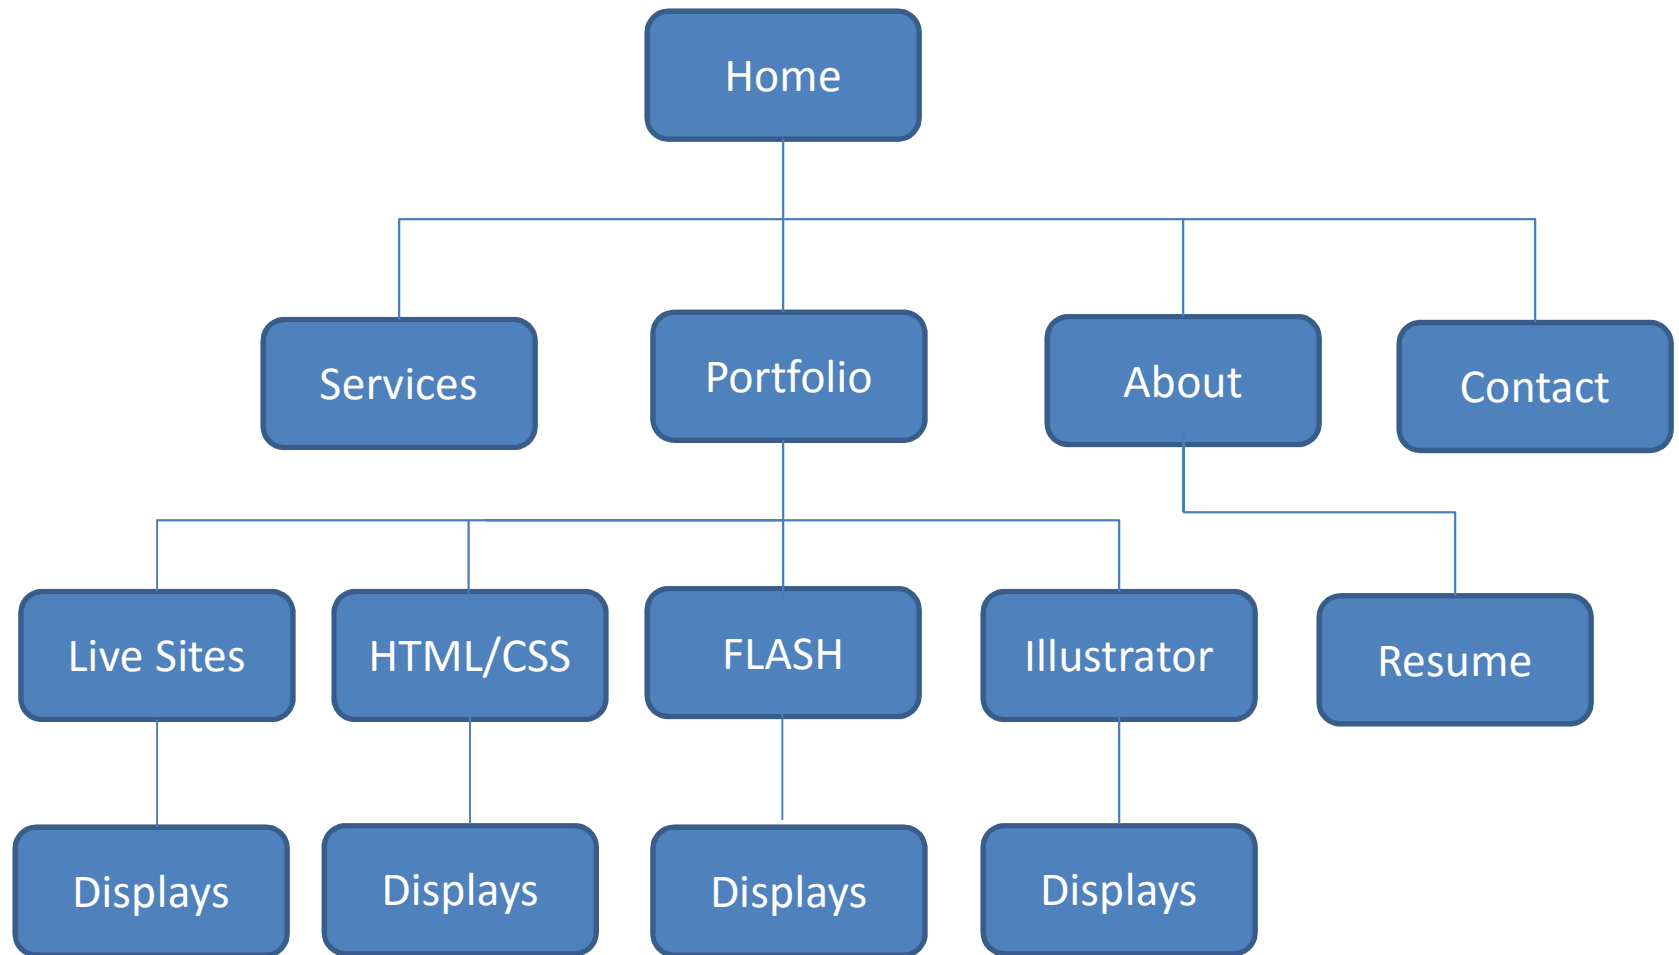 Home
Services
Portfolio
About
Contact
Live Sites
HTML/CSS
FLASH
Illustrator
Resume
Displays
Displays
Displays
Displays